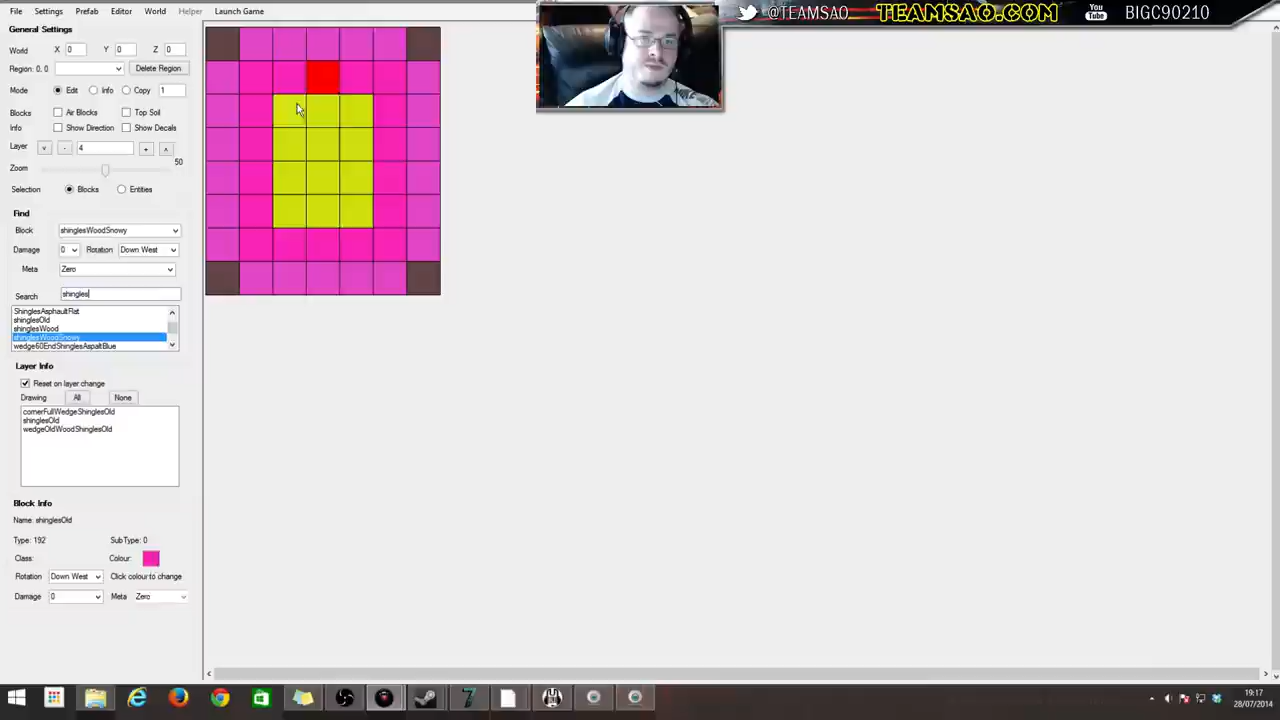 File Settings Prefab Editor World Helper Launch Game
@TEAMSAO TEAMSAO.COM You Tube BIGC90210
General Settings
World X 0 Y 0 Z 0
Region: 0, 0 Delete Region
Mode Edit Info Copy 1
Blocks Air Blocks Top Soil
Info Show Direction Show Decals
Layer v - 4 + ^
Zoom 50
Selection Blocks Entities
Find
Block shinglesWoodSnowy
Damage 0 Rotation Down West
Meta Zero
Search shingles
ShinglesAsphaultFlat
shinglesOld
shinglesWood
shinglesWoodSnowy
wedge60EndShinglesAspaltBlue
Layer Info
Reset on layer change
Drawing All None
cornerFullWedgeShinglesOld
shinglesOld
wedgeOldWoodShinglesOld
Block Info
Name: shinglesOld
Type: 192 SubType: 0
Class: Colour:
Rotation Down West Click colour to change
Damage 0 Meta Zero
19:17
28/07/2014